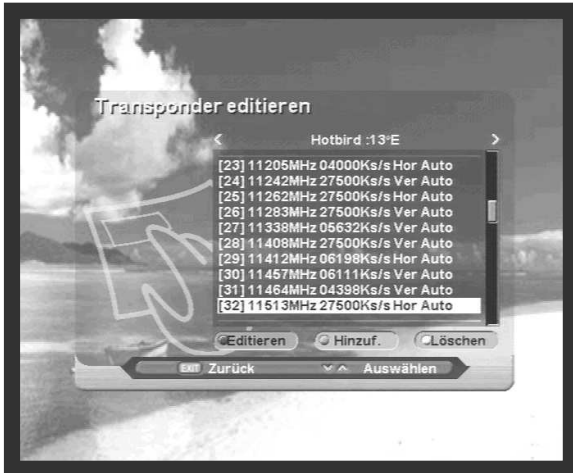 Transponder editieren
< Hotbird :13°E >
[23] 11205MHz 04000Ks/s Hor Auto
[24] 11242MHz 27500Ks/s Ver Auto
[25] 11262MHz 27500Ks/s Hor Auto
[26] 11283MHz 27500Ks/s Ver Auto
[27] 11338MHz 05632Ks/s Ver Auto
[28] 11408MHz 27500Ks/s Ver Auto
[29] 11412MHz 06198Ks/s Hor Auto
[30] 11457MHz 06111Ks/s Ver Auto
[31] 11464MHz 04398Ks/s Ver Auto
[32] 11513MHz 27500Ks/s Hor Auto
Editieren Hinzuf. Löschen
EXIT Zurück Auswählen